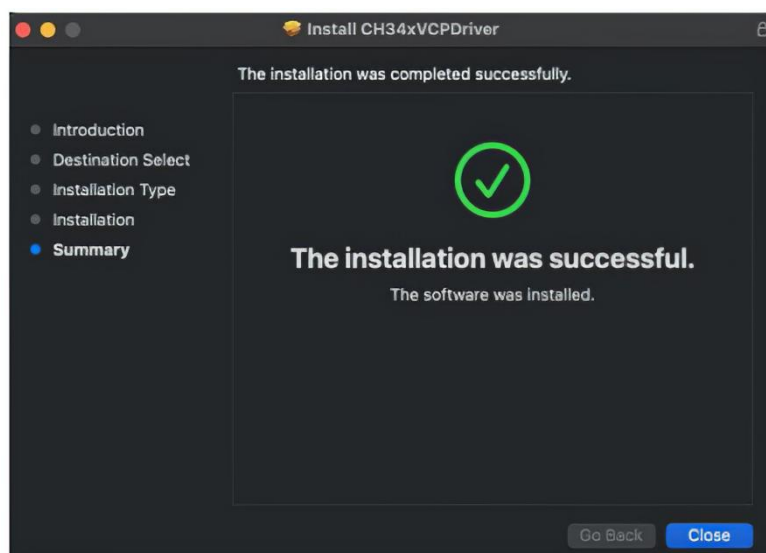 Install CH34xVCPDriver
The installation was completed successfully.
Introduction
Destination Select
Installation Type
Installation
Summary
The installation was successful.
The software was installed.
Go Back
Close